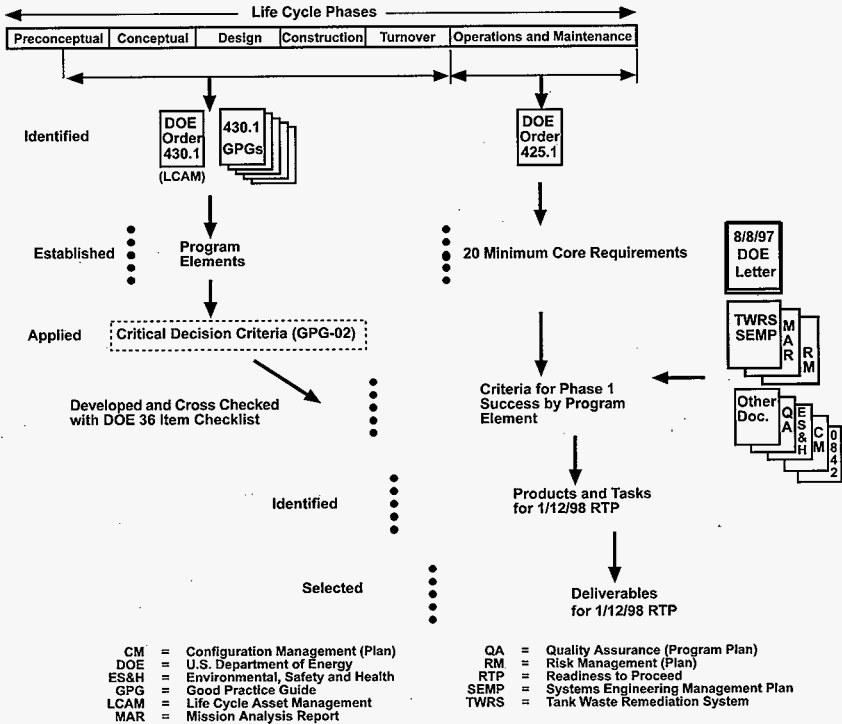 Life Cycle Phases
Preconceptual Conceptual Design Construction Turnover Operations and Maintenance
Identified
DOE
Order
430.1
(LCAM)
430.1
GPGs
DOE
Order
425.1
Established
Program
Elements
20 Minimum Core Requirements
8/8/97
DOE
Letter
Applied
Critical Decision Criteria (GPG-02)
TWRS
SEMP
MAR
RM
Developed and Cross Checked
with DOE 36 Item Checklist
Criteria for Phase 1
Success by Program
Element
Other
Doc.
QA
ES&H
CM
0842
Identified
Products and Tasks
for 1/12/98 RTP
Selected
Deliverables
for 1/12/98 RTP
CM = Configuration Management (Plan)
DOE = U.S. Department of Energy
ES&H = Environmental, Safety and Health
GPG = Good Practice Guide
LCAM = Life Cycle Asset Management
MAR = Mission Analysis Report
QA = Quality Assurance (Program Plan)
RM = Risk Management (Plan)
RTP = Readiness to Proceed
SEMP = Systems Engineering Management Plan
TWRS = Tank Waste Remediation System